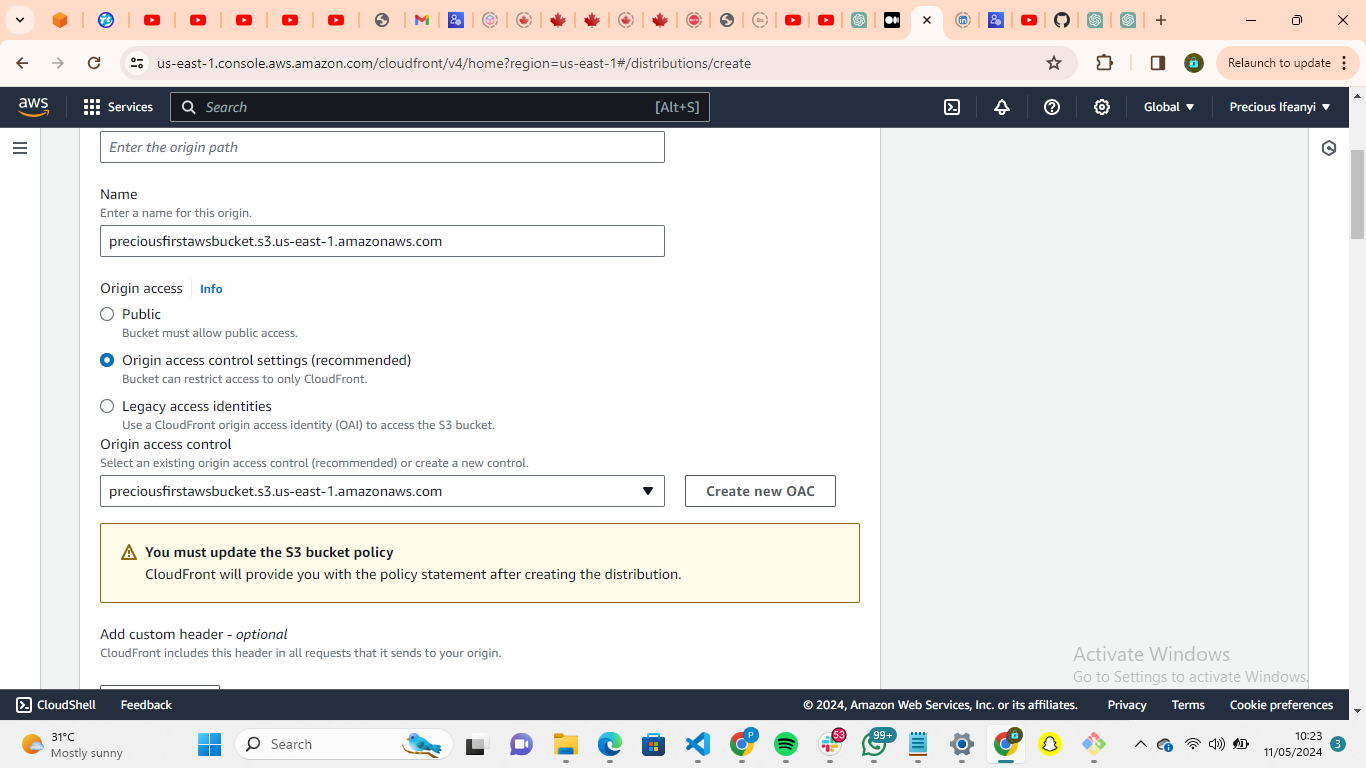 us-east-1.console.aws.amazon.com/cloudfront/v4/home?region=us-east-1#/distributions/create
Relaunch to update
aws
Services
Search
[Alt+S]
Global
Precious Ifeanyi
Enter the origin path
Name
Enter a name for this origin.
preciousfirstawsbucket.s3.us-east-1.amazonaws.com
Origin access
Info
Public
Bucket must allow public access.
Origin access control settings (recommended)
Bucket can restrict access to only CloudFront.
Legacy access identities
Use a CloudFront origin access identity (OAI) to access the S3 bucket.
Origin access control
Select an existing origin access control (recommended) or create a new control.
preciousfirstawsbucket.s3.us-east-1.amazonaws.com
Create new OAC
You must update the S3 bucket policy
CloudFront will provide you with the policy statement after creating the distribution.
Add custom header - optional
CloudFront includes this header in all requests that it sends to your origin.
Activate Windows
Go to Settings to activate Windows.
CloudShell
Feedback
© 2024, Amazon Web Services, Inc. or its affiliates.
Privacy
Terms
Cookie preferences
31°C
Mostly sunny
Search
P
53
99+
10:23
11/05/2024
3